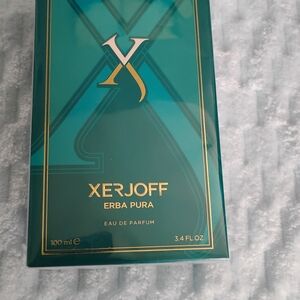 X
XERJOFF
ERBA PURA
EAU DE PARFUM
100 ml ℮ 3.4 FL.OZ